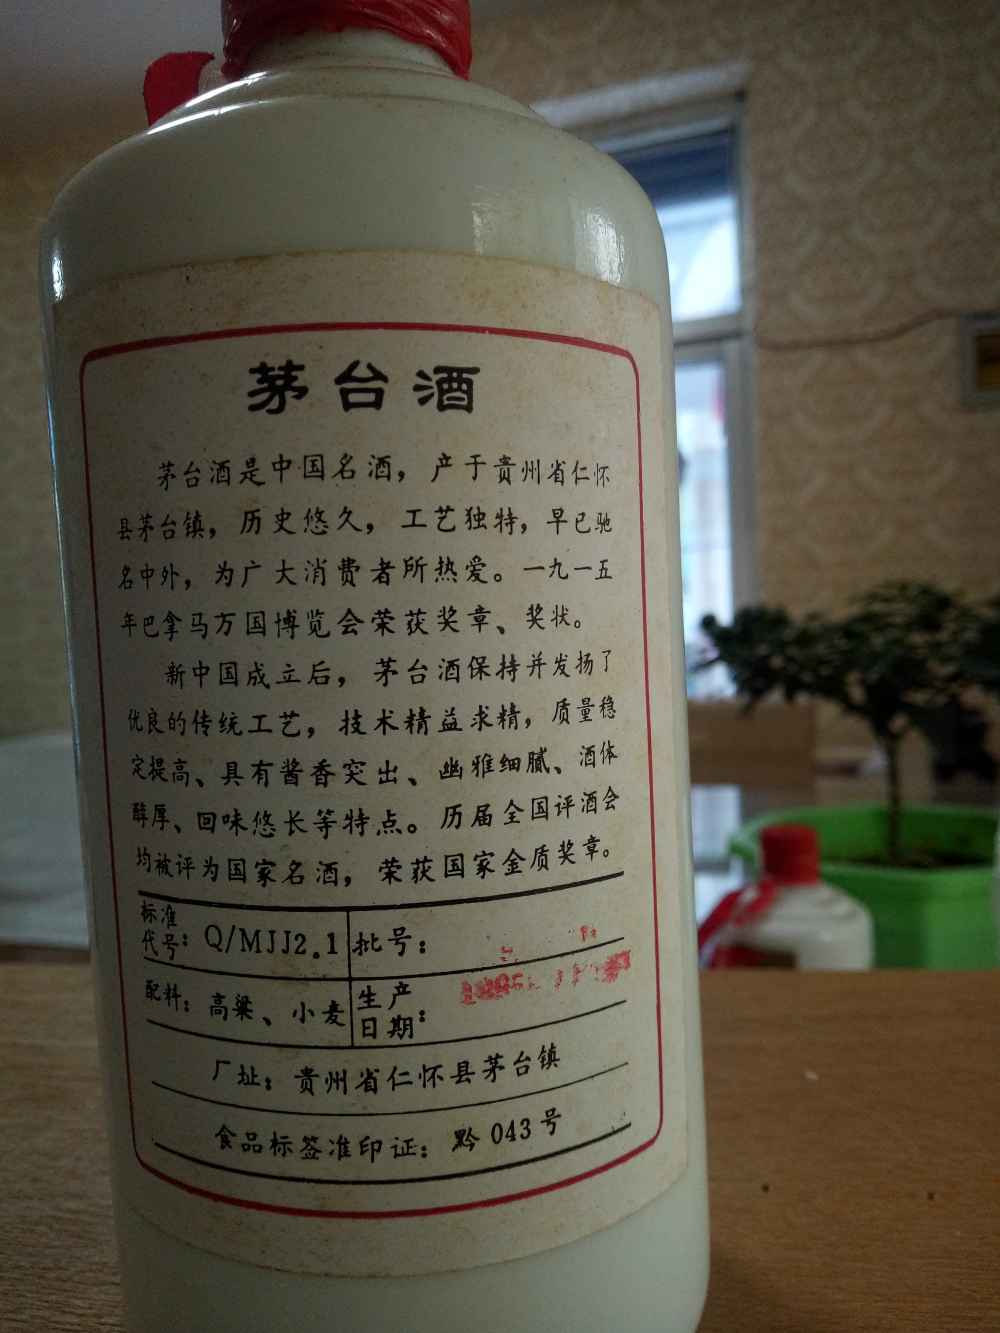 茅台酒
茅台酒是中国名酒，产于贵州省仁怀
县茅台镇，历史悠久，工艺独特，早已驰
名中外，为广大消费者所热爱。一九一五
年巴拿马万国博览会荣获奖章、奖状。
新中国成立后，茅台酒保持并发扬了
优良的传统工艺，技术精益求精，质量稳
定提高、具有酱香突出、幽雅细腻、酒体
醇厚、回味悠长等特点。历届全国评酒会
均被评为国家名酒，荣获国家金质奖章。
标准代号：Q/MJJ2.1 批号：
配料：高粱、小麦 生产日期：
厂址：贵州省仁怀县茅台镇
食品标签准印证：黔 043 号